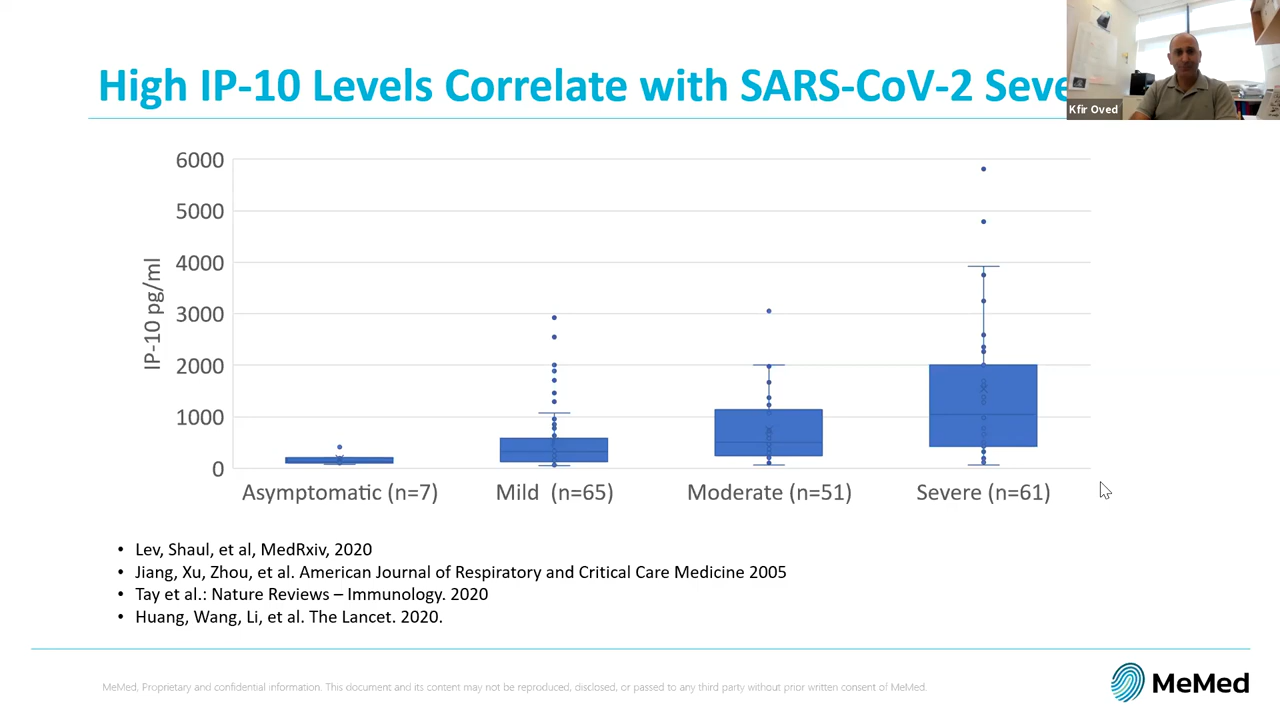 High IP-10 Levels Correlate with SARS-CoV-2 Seve
Kfir Oved
6000
5000
4000
3000
2000
1000
0
IP-10 pg/ml
Asymptomatic (n=7)
Mild (n=65)
Moderate (n=51)
Severe (n=61)
• Lev, Shaul, et al, MedRxiv, 2020
• Jiang, Xu, Zhou, et al. American Journal of Respiratory and Critical Care Medicine 2005
• Tay et al.: Nature Reviews – Immunology. 2020
• Huang, Wang, Li, et al. The Lancet. 2020.
MeMed, Proprietary and confidential information. This document and its content may not be reproduced, disclosed, or passed to any third party without prior written consent of MeMed.
MeMed